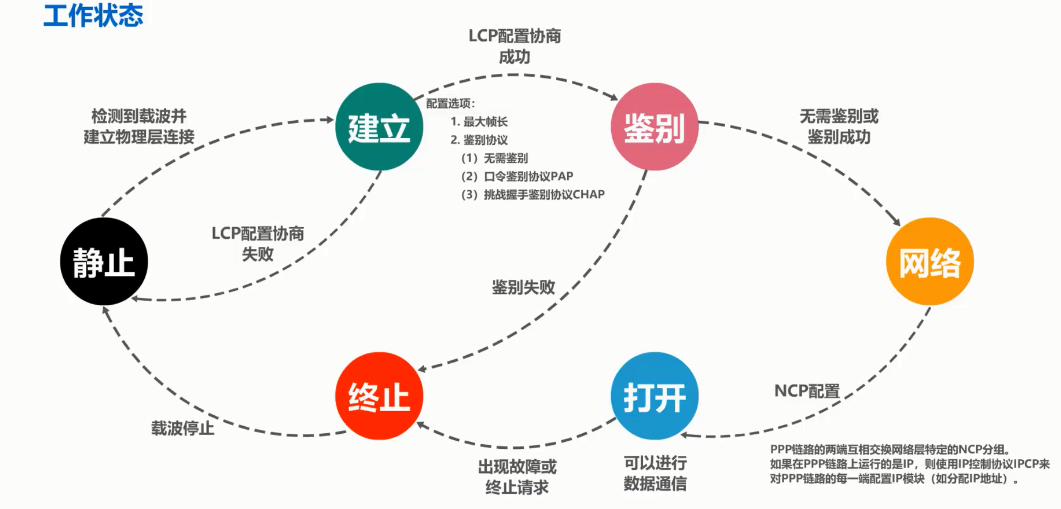 工作状态
LCP配置协商
成功
检测到载波并
建立物理层连接
建立
配置选项：
1. 最大帧长
2. 鉴别协议
（1）无需鉴别
（2）口令鉴别协议PAP
（3）挑战握手鉴别协议CHAP
鉴别
无需鉴别或
鉴别成功
静止
LCP配置协商
失败
网络
鉴别失败
终止
打开
NCP配置
载波停止
出现故障或
终止请求
可以进行
数据通信
PPP链路的两端互相交换网络层特定的NCP分组。
如果在PPP链路上运行的是IP，则使用IP控制协议IPCP来
对PPP链路的每一端配置IP模块（如分配IP地址）。